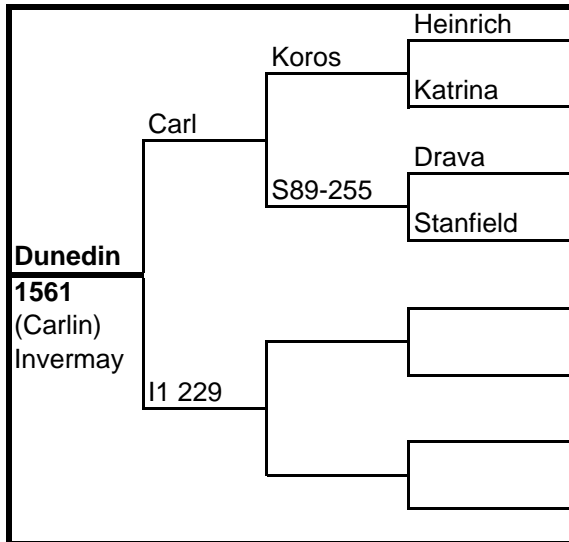 Heinrich
Koros
Katrina
Carl
Drava
S89-255
Stanfield
Dunedin
1561
(Carlin)
Invermay
I1 229